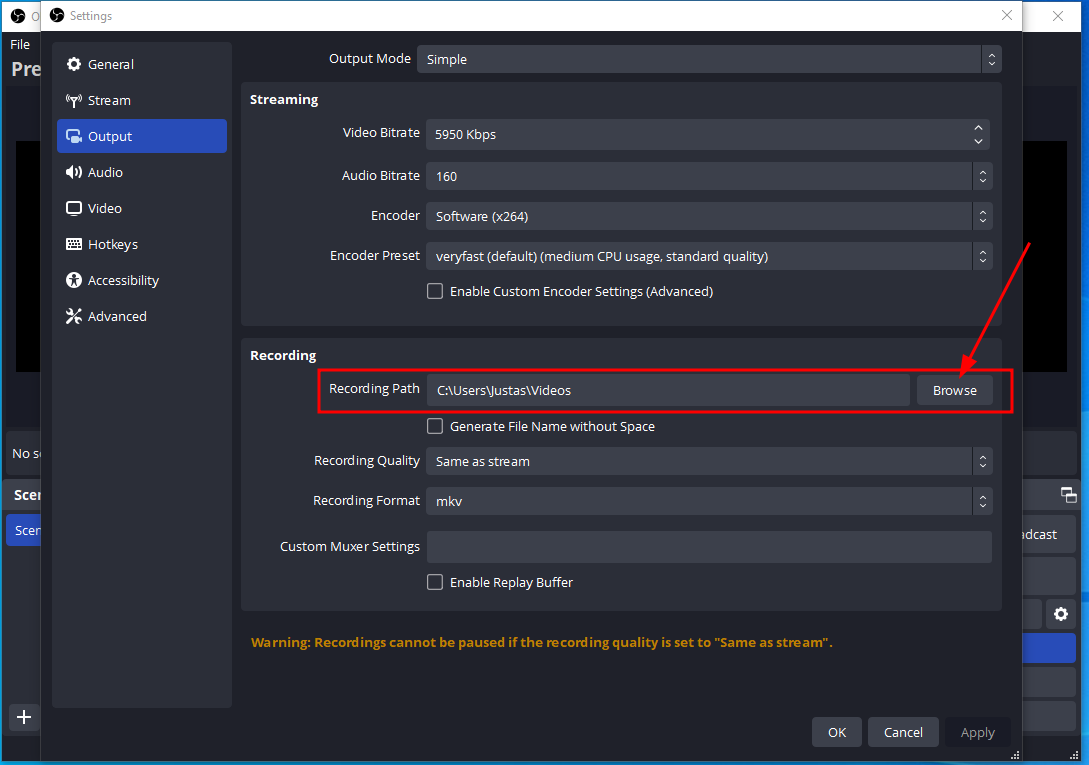 O
Settings
File
Pre
General
Stream
Output
Audio
Video
Hotkeys
Accessibility
Advanced
Output Mode Simple
Streaming
Video Bitrate 5950 Kbps
Audio Bitrate 160
Encoder Software (x264)
Encoder Preset veryfast (default) (medium CPU usage, standard quality)
Enable Custom Encoder Settings (Advanced)
Recording
Recording Path C:\Users\Justas\Videos Browse
Generate File Name without Space
Recording Quality Same as stream
Recording Format mkv
Custom Muxer Settings
Enable Replay Buffer
Warning: Recordings cannot be paused if the recording quality is set to "Same as stream".
OK Cancel Apply
No so
Scen
Scen
adcast